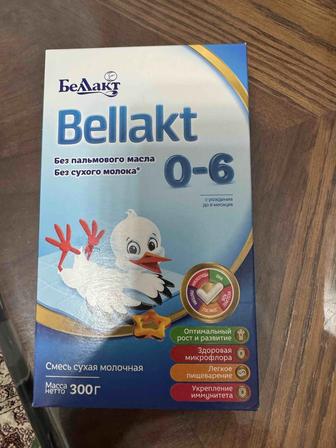 Беллакт
Bellakt
Без пальмового масла
Без сухого молока*
0-6
с рождения
до 6 месяцев
Оптимальный
рост и развитие
Здоровая
микрофлора
Легкое
пищеварение
Укрепление
иммунитета
Смесь сухая молочная
Масса
нетто 300 г